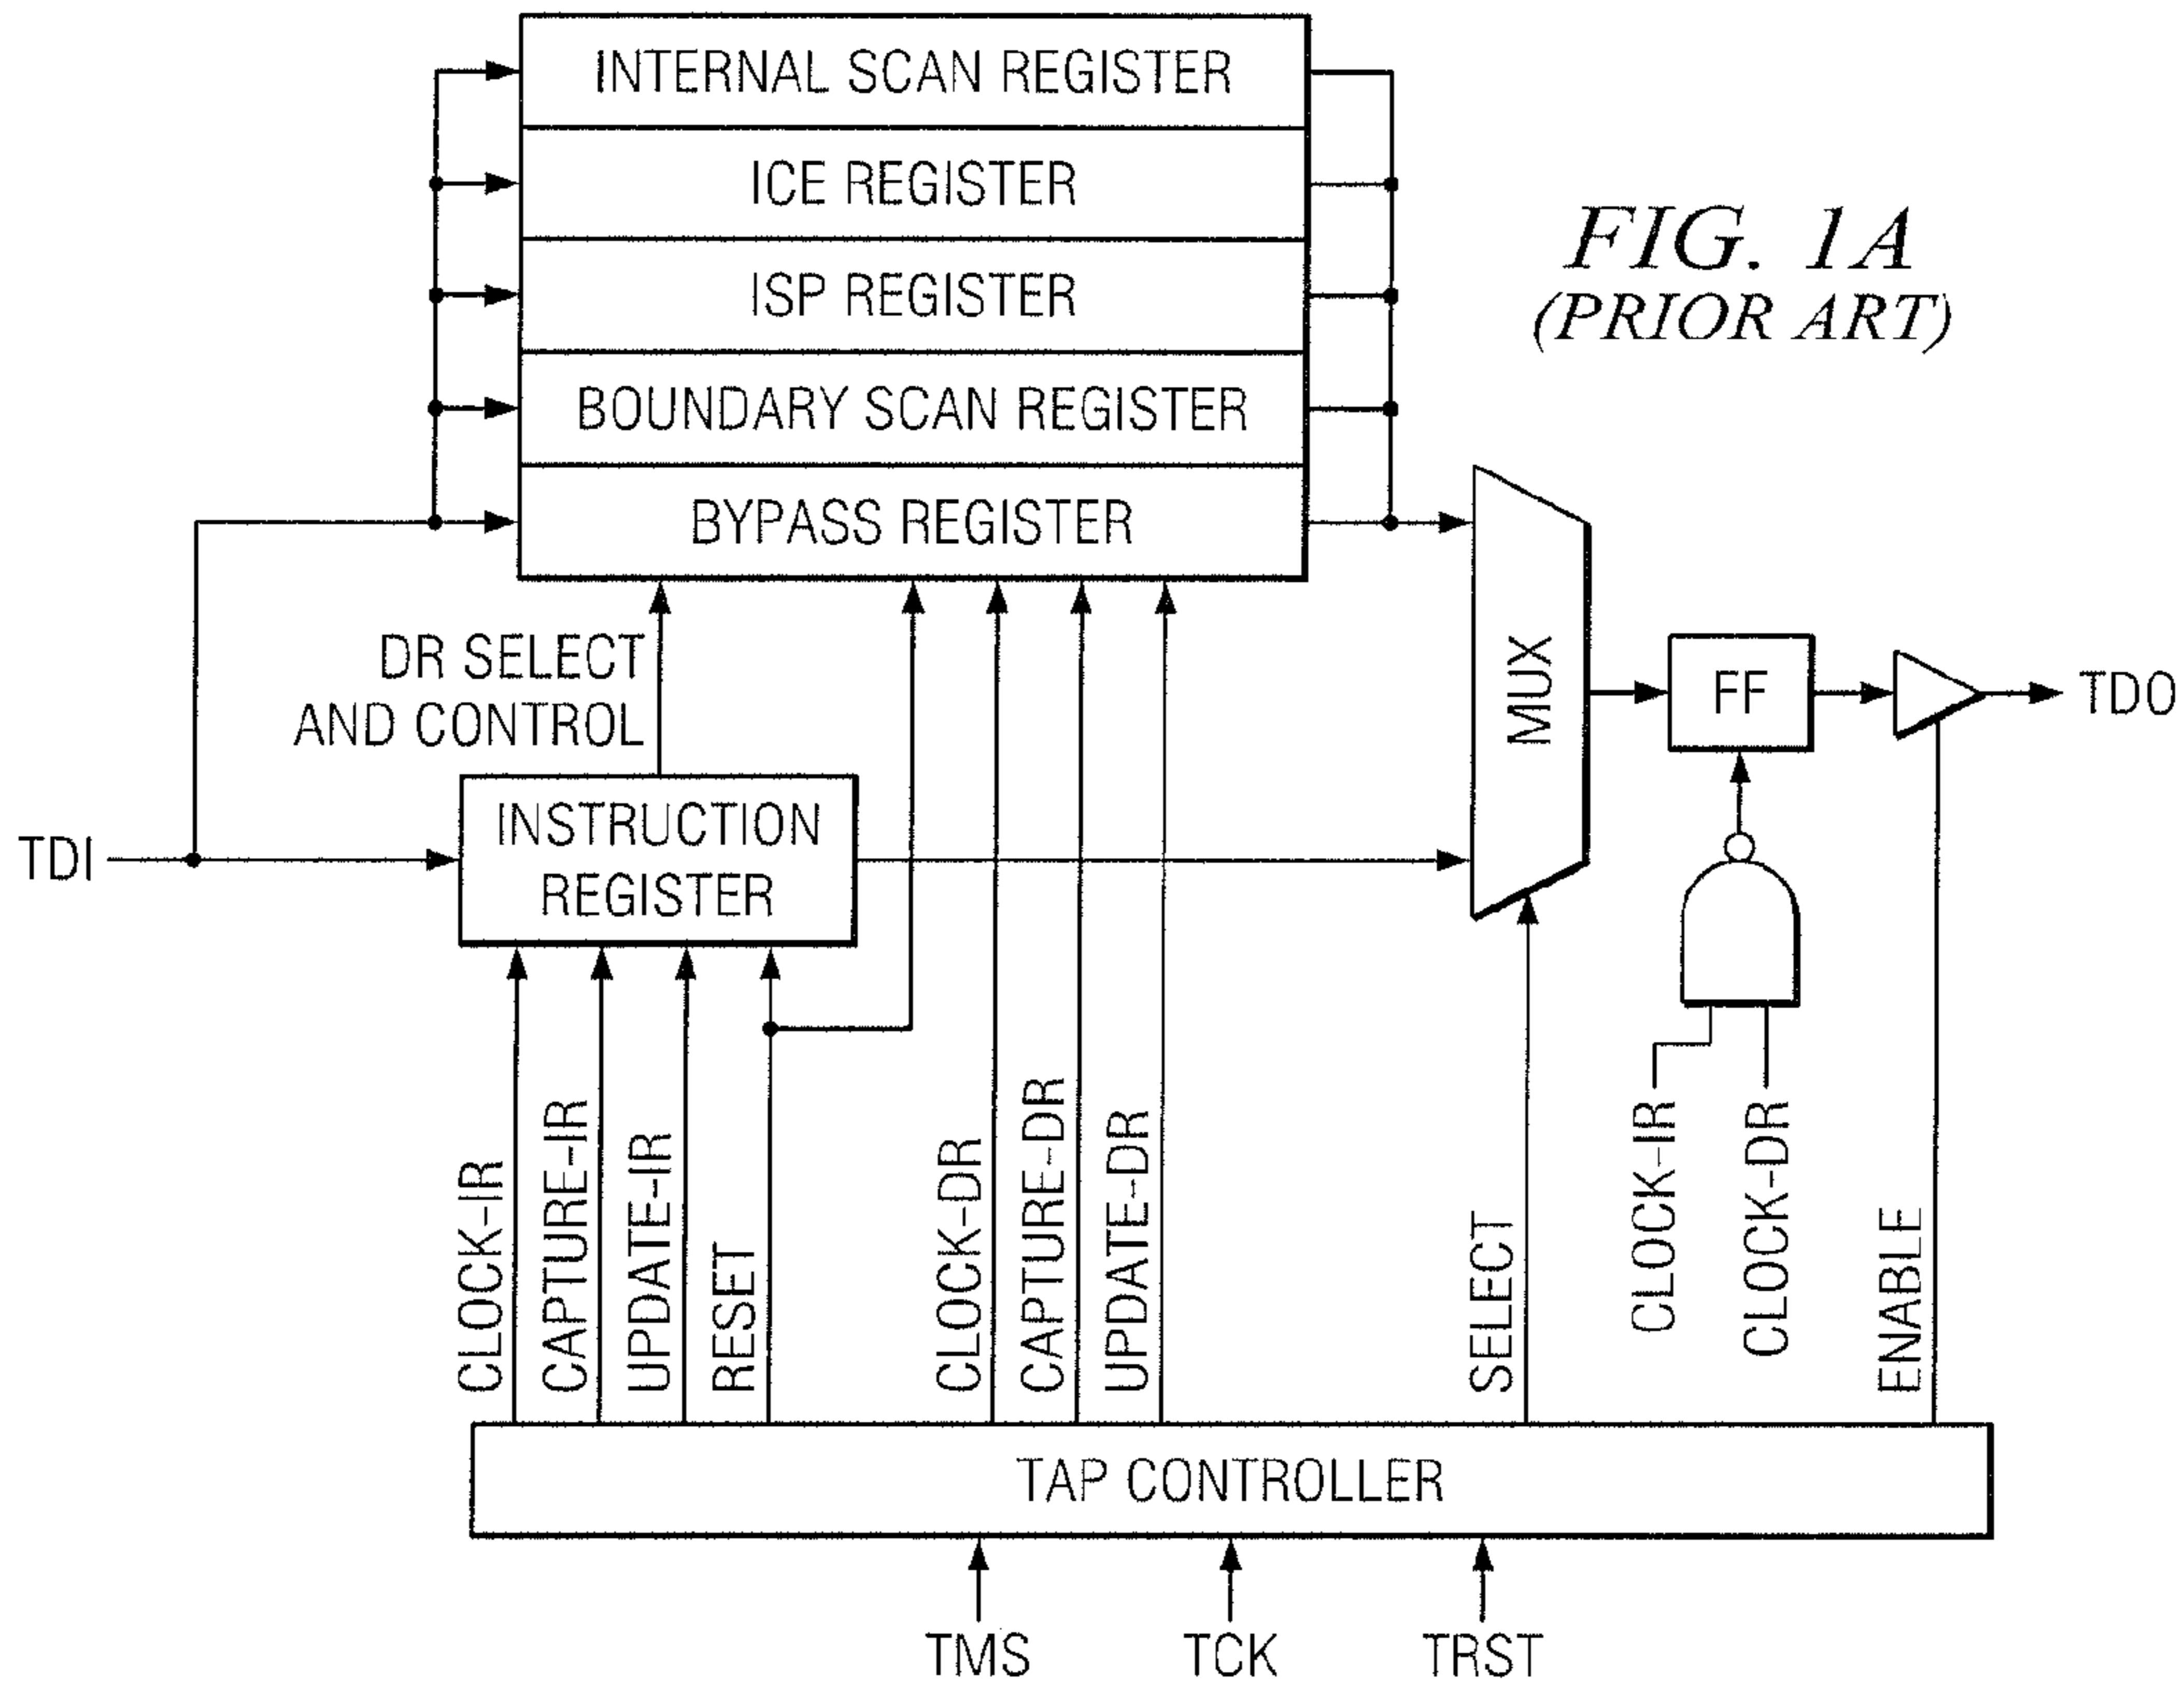 INTERNAL SCAN REGISTER
ICE REGISTER
ISP REGISTER
BOUNDARY SCAN REGISTER
BYPASS REGISTER
FIG. 1A
(PRIOR ART)
DR SELECT
AND CONTROL
MUX
FF
TDO
TDI
INSTRUCTION
REGISTER
CLOCK-IR
CAPTURE-IR
UPDATE-IR
RESET
CLOCK-DR
CAPTURE-DR
UPDATE-DR
SELECT
CLOCK-IR
CLOCK-DR
ENABLE
TAP CONTROLLER
TMS
TCK
TRST